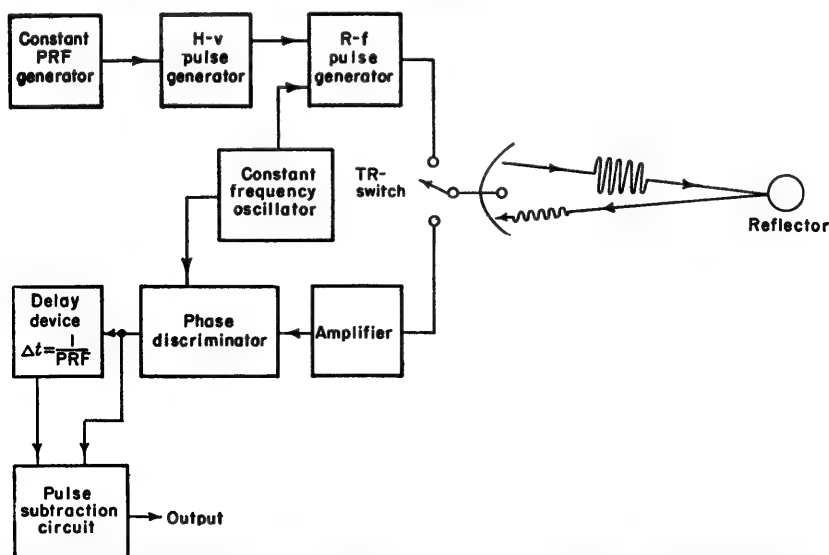 Constant
PRF
generator
H-v
pulse
generator
R-f
pulse
generator
Constant
frequency
oscillator
TR-
switch
Reflector
Delay
device
Δt = 1/PRF
Phase
discriminator
Amplifier
Pulse
subtraction
circuit
Output